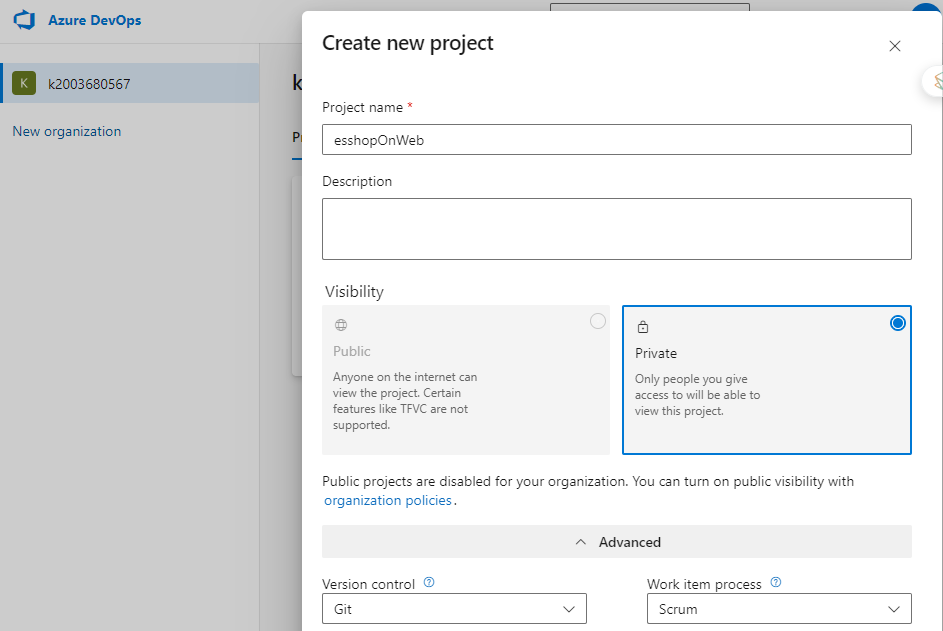 Azure DevOps
Create new project
K
k2003680567
k
New organization
Project name *
esshopOnWeb
Description
Visibility
Public
Anyone on the internet can
view the project. Certain
features like TFVC are not
supported.
Private
Only people you give
access to will be able to
view this project.
Public projects are disabled for your organization. You can turn on public visibility with
organization policies.
Advanced
Version control
Git
Work item process
Scrum